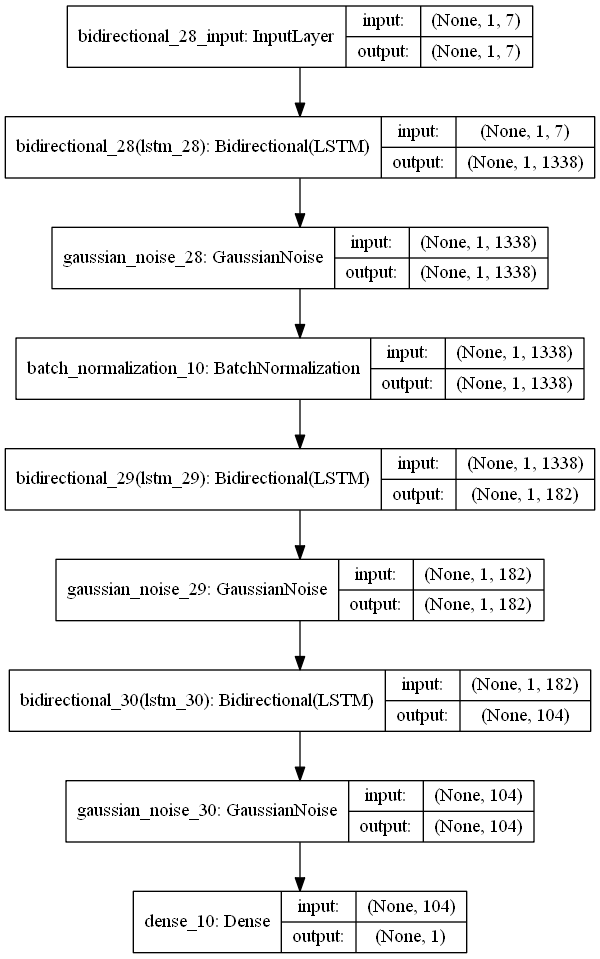 bidirectional_28_input: InputLayer
input: (None, 1, 7)
output: (None, 1, 7)
bidirectional_28(lstm_28): Bidirectional(LSTM)
input: (None, 1, 7)
output: (None, 1, 1338)
gaussian_noise_28: GaussianNoise
input: (None, 1, 1338)
output: (None, 1, 1338)
batch_normalization_10: BatchNormalization
input: (None, 1, 1338)
output: (None, 1, 1338)
bidirectional_29(lstm_29): Bidirectional(LSTM)
input: (None, 1, 1338)
output: (None, 1, 182)
gaussian_noise_29: GaussianNoise
input: (None, 1, 182)
output: (None, 1, 182)
bidirectional_30(lstm_30): Bidirectional(LSTM)
input: (None, 1, 182)
output: (None, 104)
gaussian_noise_30: GaussianNoise
input: (None, 104)
output: (None, 104)
dense_10: Dense
input: (None, 104)
output: (None, 1)